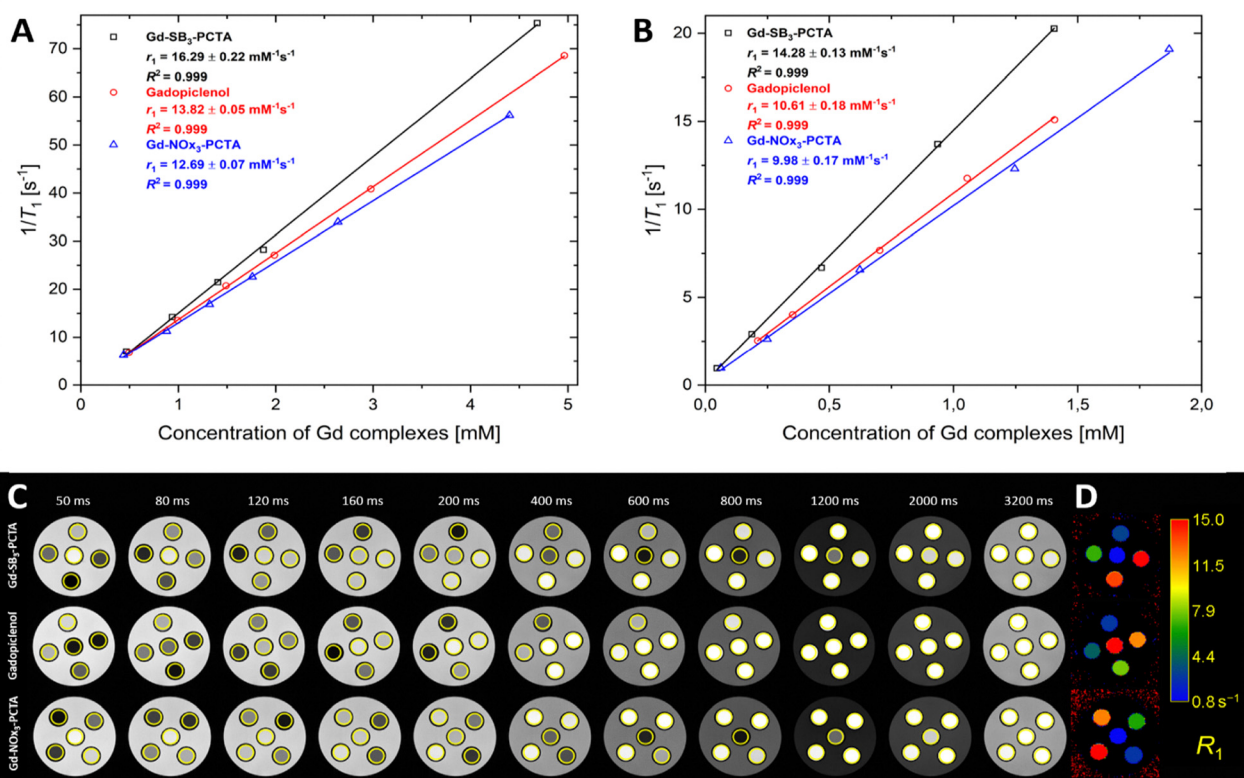 A
Gd-SB₃-PCTA
r₁ = 16.29 ± 0.22 mM⁻¹s⁻¹
R² = 0.999
Gadopiclenol
r₁ = 13.82 ± 0.05 mM⁻¹s⁻¹
R² = 0.999
Gd-NOx₃-PCTA
r₁ = 12.69 ± 0.07 mM⁻¹s⁻¹
R² = 0.999
1/T₁ [s⁻¹]
70
60
50
40
30
20
10
0
0 1 2 3 4 5
Concentration of Gd complexes [mM]
B
Gd-SB₃-PCTA
r₁ = 14.28 ± 0.13 mM⁻¹s⁻¹
R² = 0.999
Gadopiclenol
r₁ = 10.61 ± 0.18 mM⁻¹s⁻¹
R² = 0.999
Gd-NOx₃-PCTA
r₁ = 9.98 ± 0.17 mM⁻¹s⁻¹
R² = 0.999
1/T₁ [s⁻¹]
20
15
10
5
0
0,0 0,5 1,0 1,5 2,0
Concentration of Gd complexes [mM]
C
50 ms 80 ms 120 ms 160 ms 200 ms 400 ms 600 ms 800 ms 1200 ms 2000 ms 3200 ms
Gd-SB₃-PCTA
Gadopiclenol
Gd-NOx₃-PCTA
D
15.0
11.5
7.9
4.4
0.8 s⁻¹
R₁